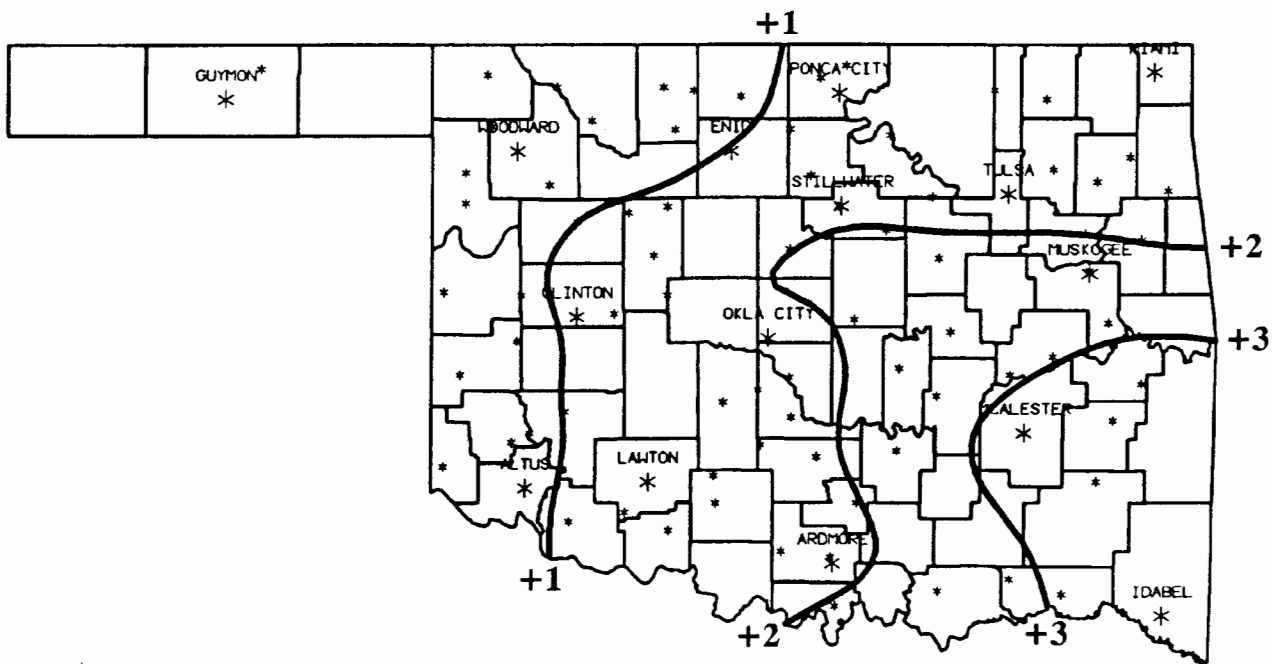 +1
GUYMON*
PONCA*CITY
MIAMI
WOODWARD
ENID
STILLWATER
TULSA
+2
MUSKOGEE
CLINTON
OKLA CITY
+3
MCALESTER
ALTUS
LAWTON
ARDMORE
IDABEL
+1
+2
+3